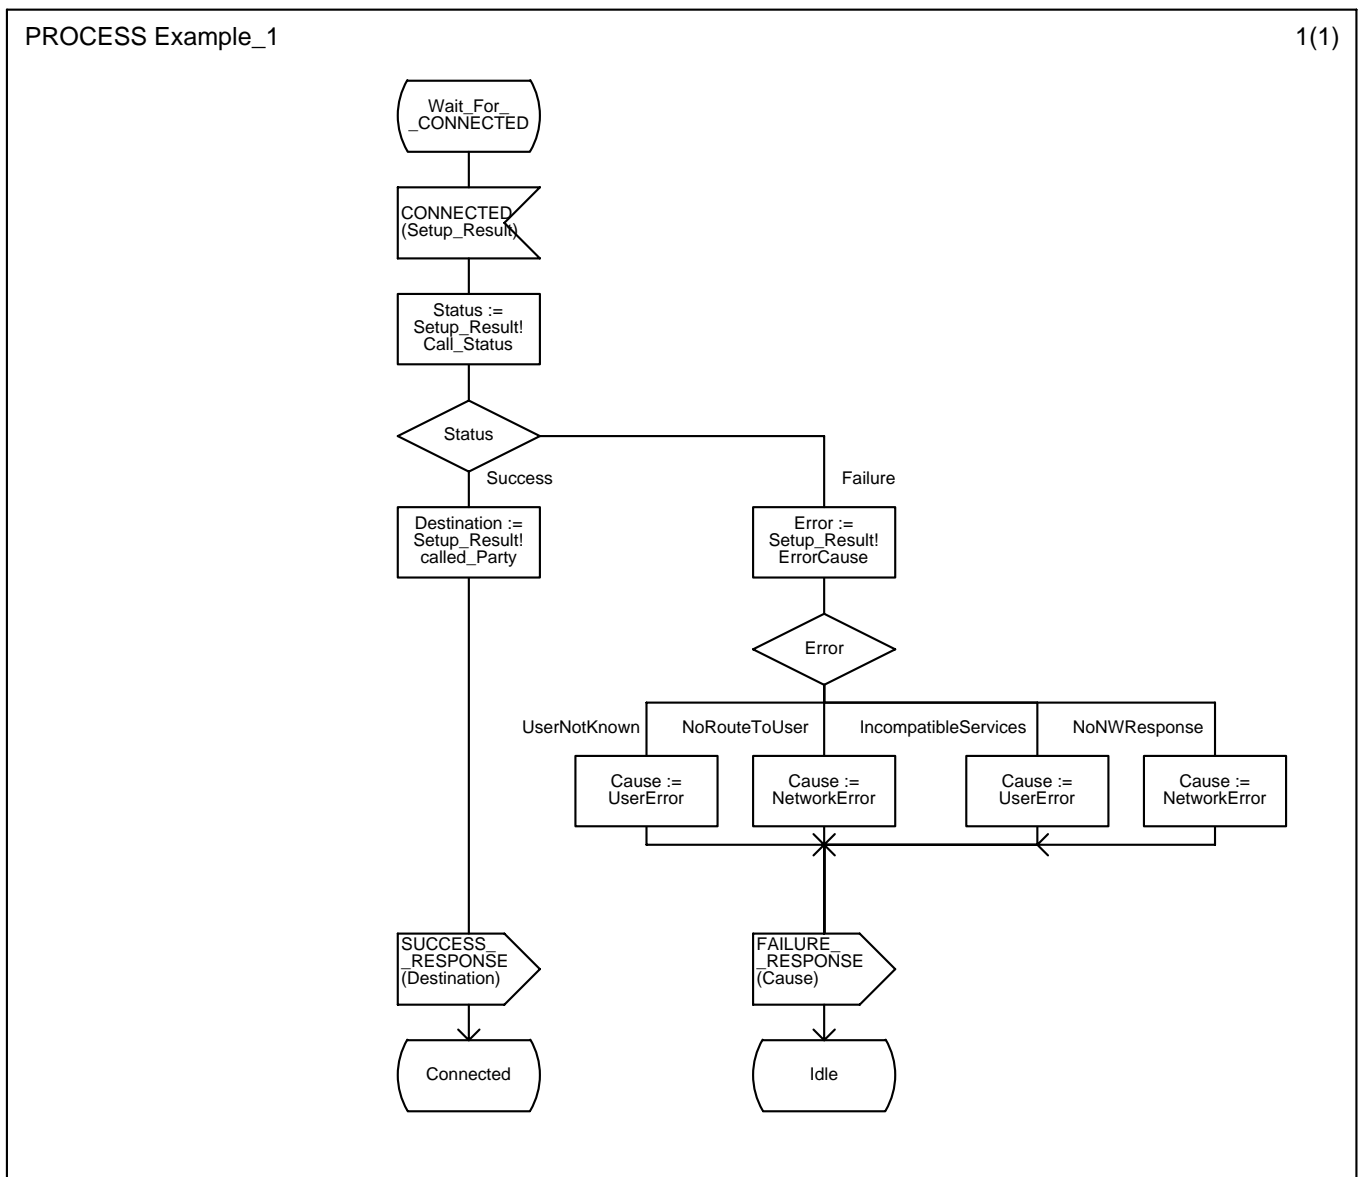 PROCESS Example_1
1(1)
Wait_For_
_CONNECTED
CONNECTED
(Setup_Result)
Status :=
Setup_Result!
Call_Status
Status
Success
Failure
Destination :=
Setup_Result!
called_Party
Error :=
Setup_Result!
ErrorCause
Error
UserNotKnown
NoRouteToUser
IncompatibleServices
NoNWResponse
Cause :=
UserError
Cause :=
NetworkError
Cause :=
UserError
Cause :=
NetworkError
SUCCESS_
_RESPONSE
(Destination)
FAILURE_
_RESPONSE
(Cause)
Connected
Idle